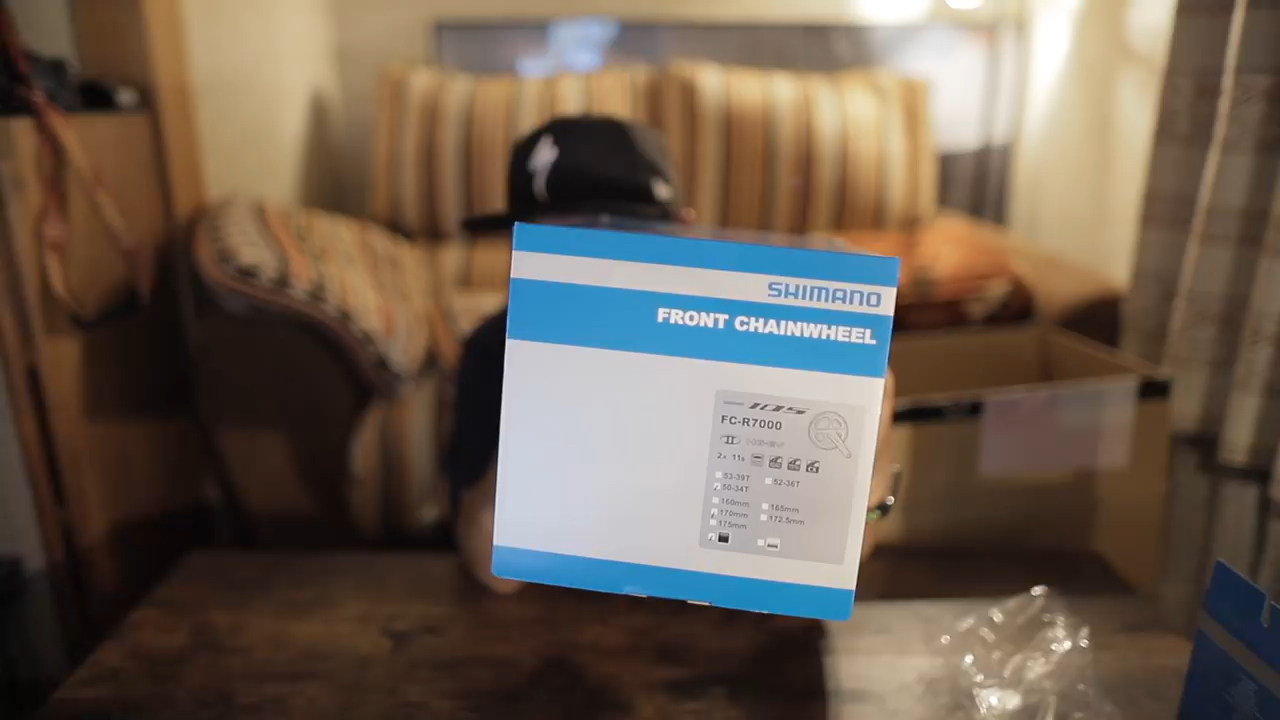 SHIMANO
FRONT CHAINWHEEL
105
FC-R7000
2x 11s
53-39T 52-36T
50-34T
160mm 165mm
170mm 172.5mm
175mm